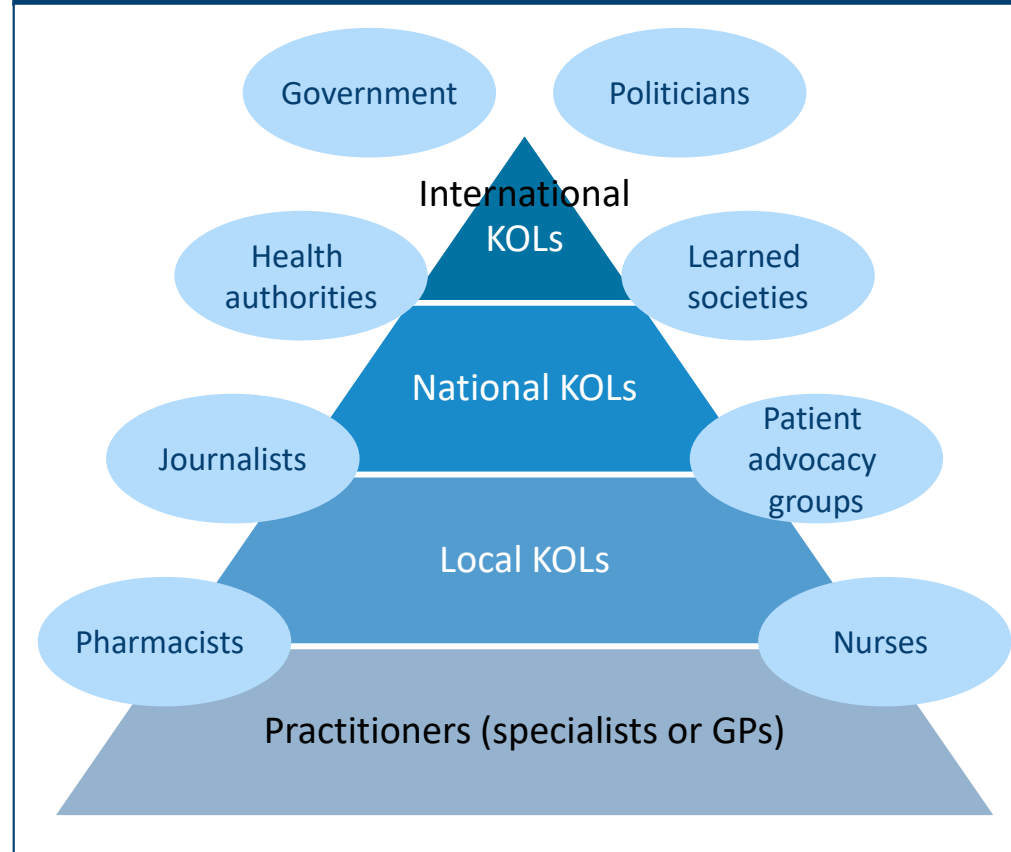 Government
Politicians
International
KOLs
Health
authorities
Learned
societies
National KOLs
Journalists
Patient
advocacy
groups
Local KOLs
Pharmacists
Nurses
Practitioners (specialists or GPs)